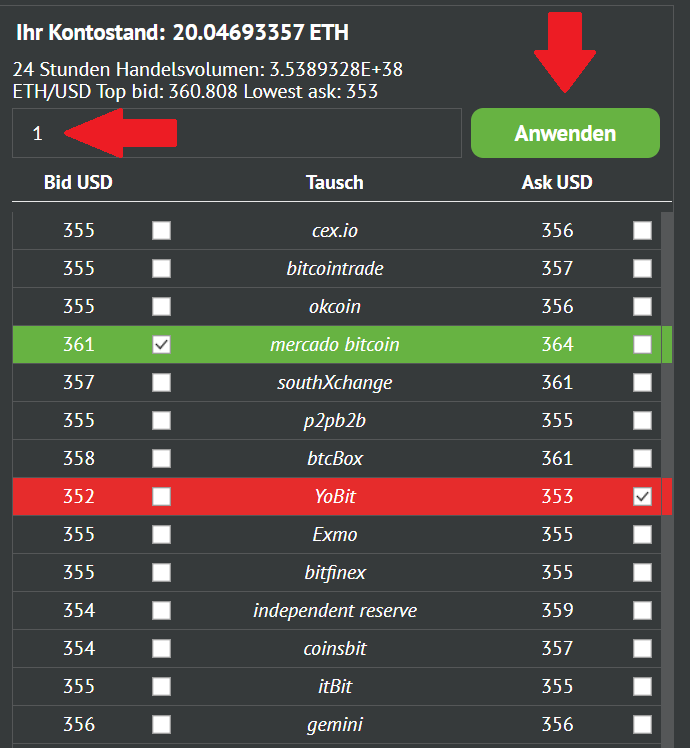 Ihr Kontostand: 20.04693357 ETH
24 Stunden Handelsvolumen: 3.5389328E+38
ETH/USD Top bid: 360.808 Lowest ask: 353
1 Anwenden
Bid USD Tausch Ask USD
355 cex.io 356
355 bitcointrade 357
355 okcoin 356
361 mercado bitcoin 364
357 southXchange 361
355 p2pb2b 355
358 btcBox 361
352 YoBit 353
355 Exmo 355
355 bitfinex 355
354 independent reserve 359
354 coinsbit 357
355 itBit 355
356 gemini 356